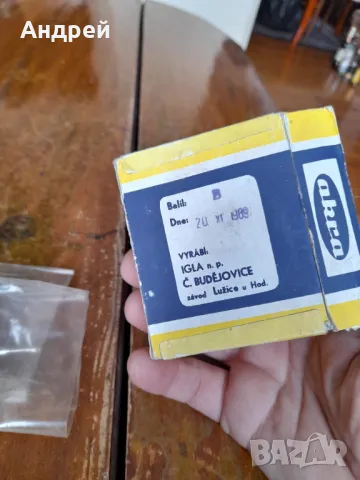 Андрей
Balil: B
Dne: 20 XI 1989
VYRÁBÍ:
IGLA n. p.
Č. BUDĚJOVICE
závod Lužice u Hod.
akra
BAZAR